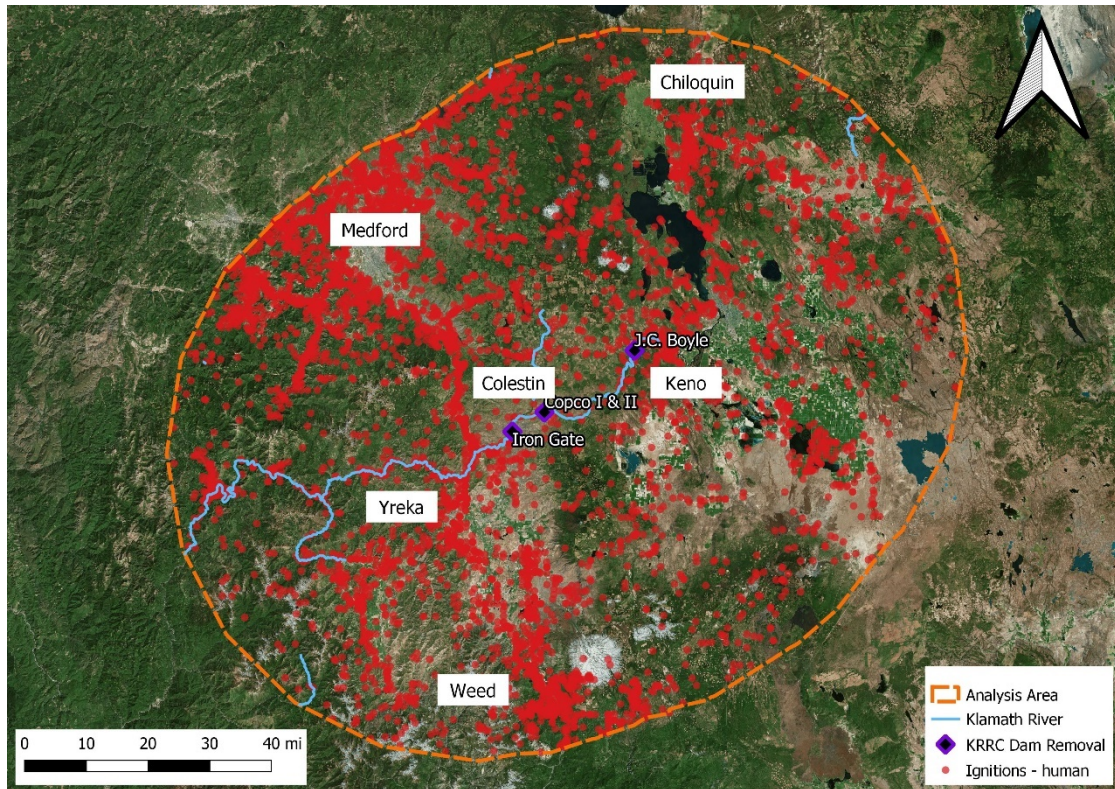 Chiloquin
Medford
J.C. Boyle
Colestin
Keno
Copco I & II
Iron Gate
Yreka
Weed
0 10 20 30 40 mi
Analysis Area
Klamath River
KRRC Dam Removal
Ignitions - human